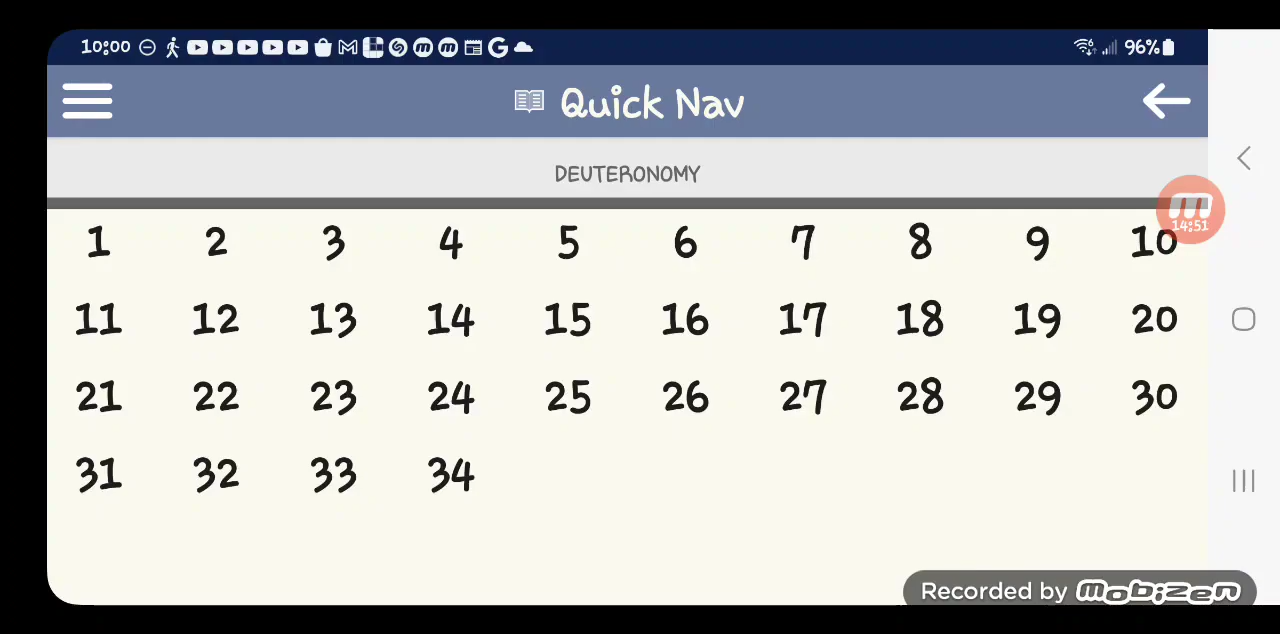 10:00 96%
Quick Nav
DEUTERONOMY
14:51
1 2 3 4 5 6 7 8 9 10
11 12 13 14 15 16 17 18 19 20
21 22 23 24 25 26 27 28 29 30
31 32 33 34
Recorded by mobizen